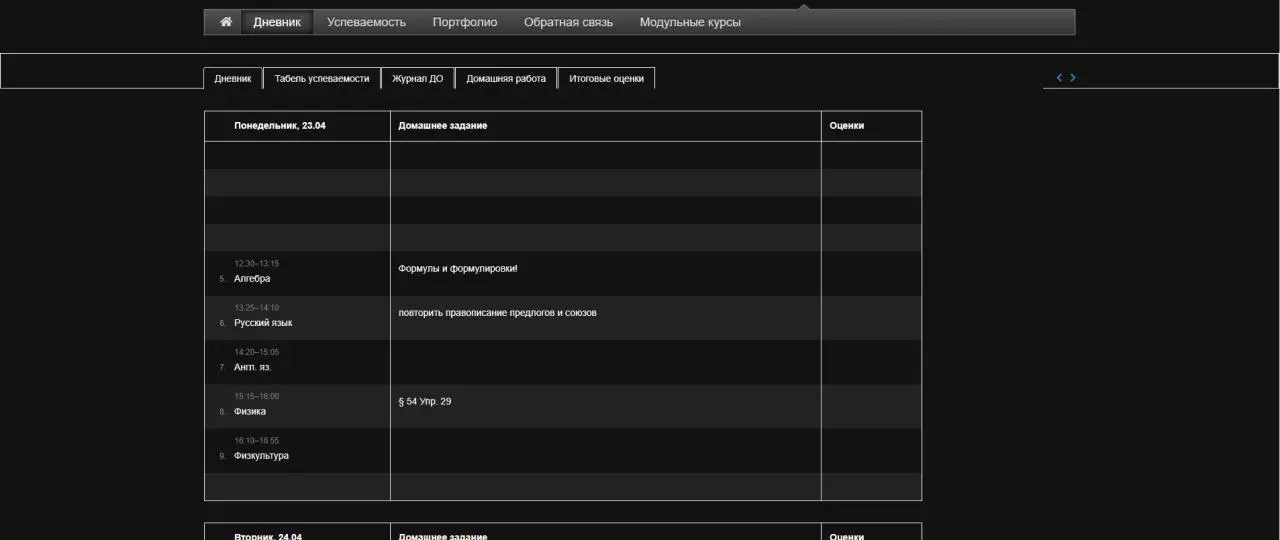 Дневник Успеваемость Портфолио Обратная связь Модульные курсы
Дневник Табель успеваемости Журнал ДО Домашняя работа Итоговые оценки
Понедельник, 23.04 Домашнее задание Оценки
12:30–13:15
5. Алгебра Формулы и формулировки!
13:25–14:10
6. Русский язык повторить правописание предлогов и союзов
14:20–15:05
7. Англ. яз.
15:15–16:00
8. Физика § 54 Упр. 29
16:10–16:55
9. Физкультура
Вторник, 24.04 Домашнее задание Оценки